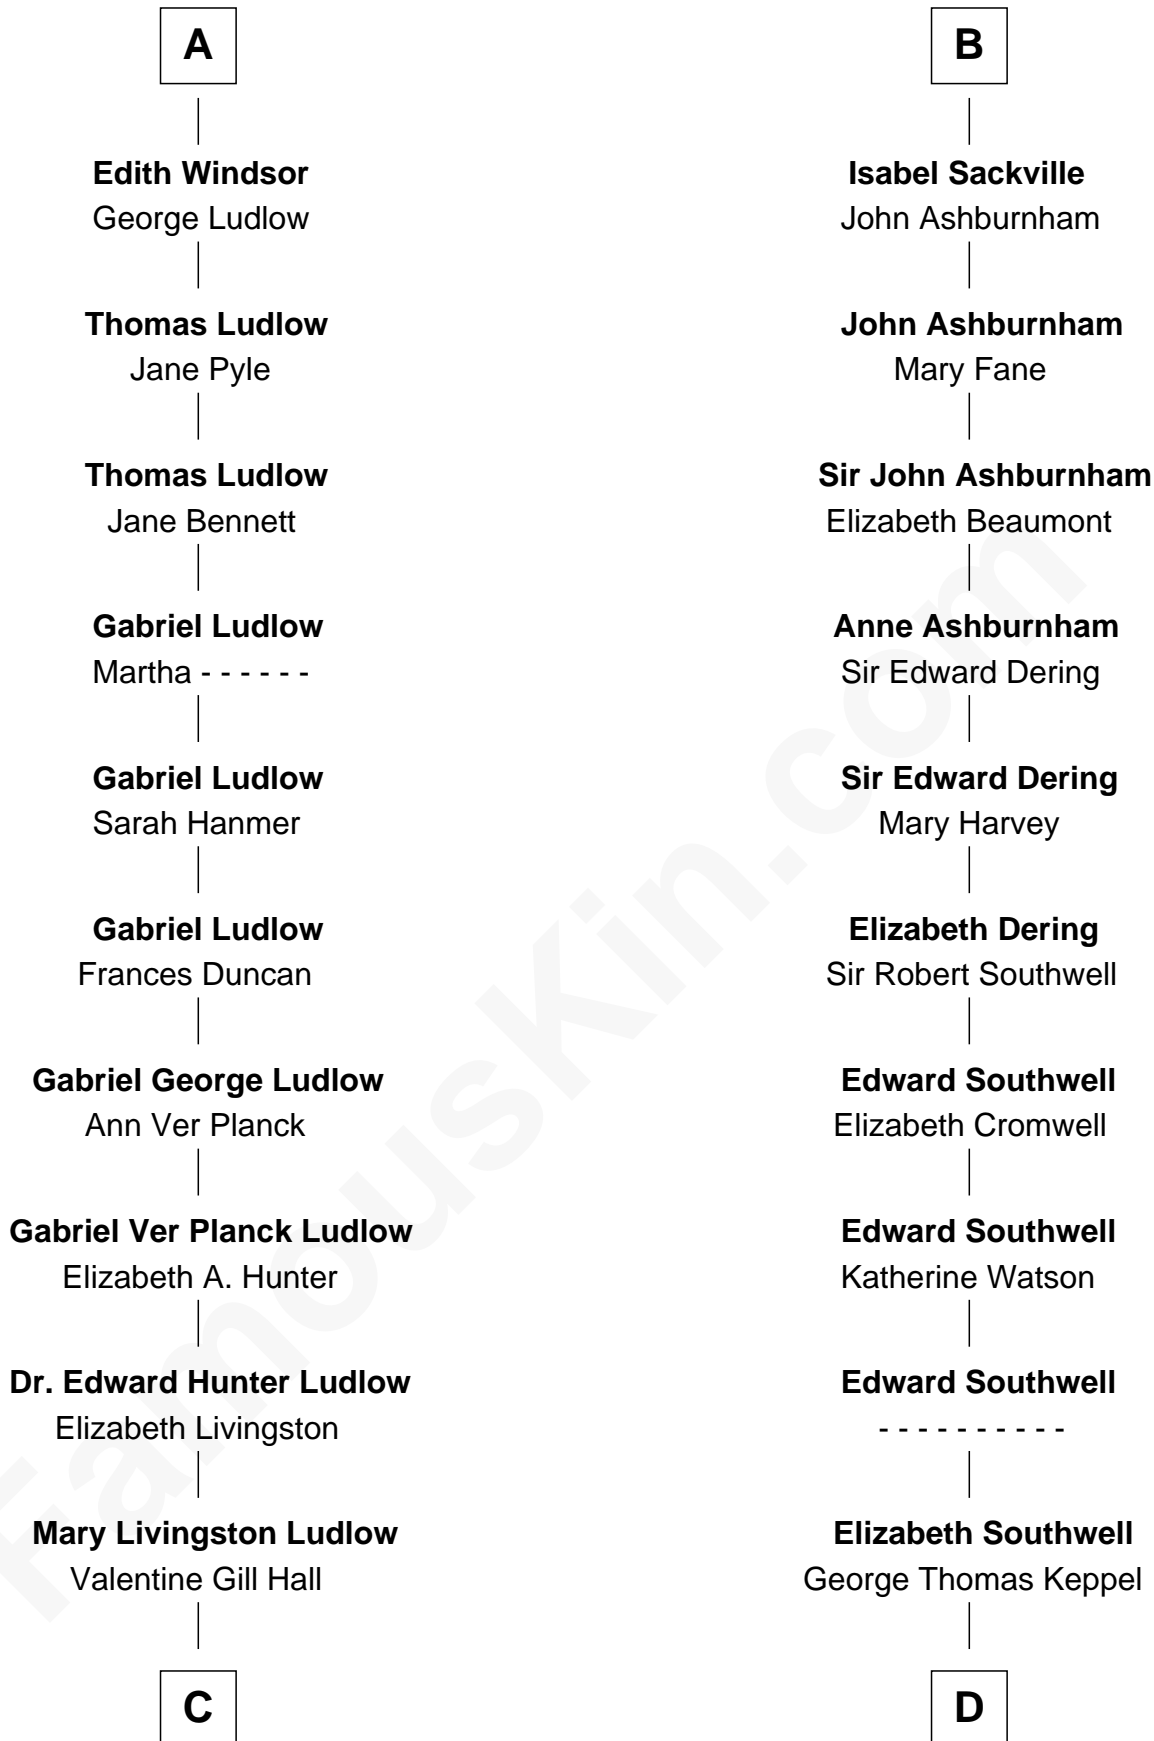 A
Edith Windsor
George Ludlow
Thomas Ludlow
Jane Pyle
Thomas Ludlow
Jane Bennett
Gabriel Ludlow
Martha - - - - - -
Gabriel Ludlow
Sarah Hanmer
Gabriel Ludlow
Frances Duncan
Gabriel George Ludlow
Ann Ver Planck
Gabriel Ver Planck Ludlow
Elizabeth A. Hunter
Dr. Edward Hunter Ludlow
Elizabeth Livingston
Mary Livingston Ludlow
Valentine Gill Hall
C
B
Isabel Sackville
John Ashburnham
John Ashburnham
Mary Fane
Sir John Ashburnham
Elizabeth Beaumont
Anne Ashburnham
Sir Edward Dering
Sir Edward Dering
Mary Harvey
Elizabeth Dering
Sir Robert Southwell
Edward Southwell
Elizabeth Cromwell
Edward Southwell
Katherine Watson
Edward Southwell
- - - - - - - - - -
Elizabeth Southwell
George Thomas Keppel
D
FamousKin.com